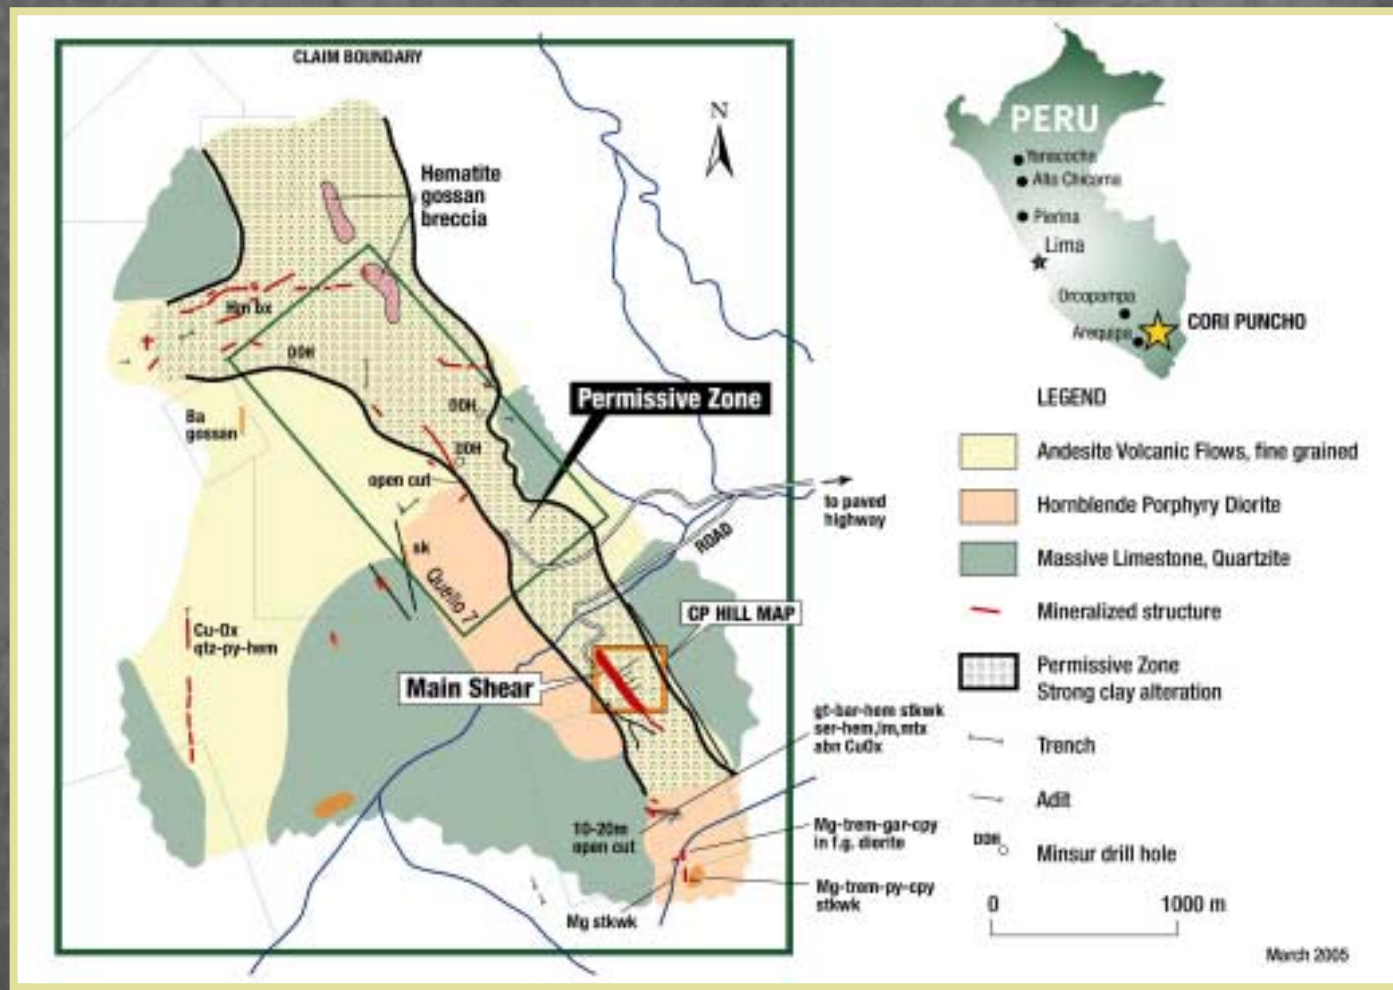 CLAIM BOUNDARY
N
Hematite
gossan
breccia
Hm bx
DDH
Ba
gossan
DDH
DDH
open cut
Permissive Zone
to paved
highway
ROAD
sk
Quello 7
CP HILL MAP
Cu-Ox
qtz-py-hem
Main Shear
gt-bar-hem stkwk
ser-hem,lm,mtx
abn CuOx
10-20m
open cut
Mg-trem-gar-cpy
in f.g. diorite
Mg-trem-py-cpy
stkwk
Mg stkwk
PERU
Yanacocha
Alto Chicama
Pierina
Lima
Orcopampa
Arequipa
CORI PUNCHO
LEGEND
Andesite Volcanic Flows, fine grained
Hornblende Porphyry Diorite
Massive Limestone, Quartzite
Mineralized structure
Permissive Zone
Strong clay alteration
Trench
Adit
DDH
Minsur drill hole
0 1000 m
March 2005